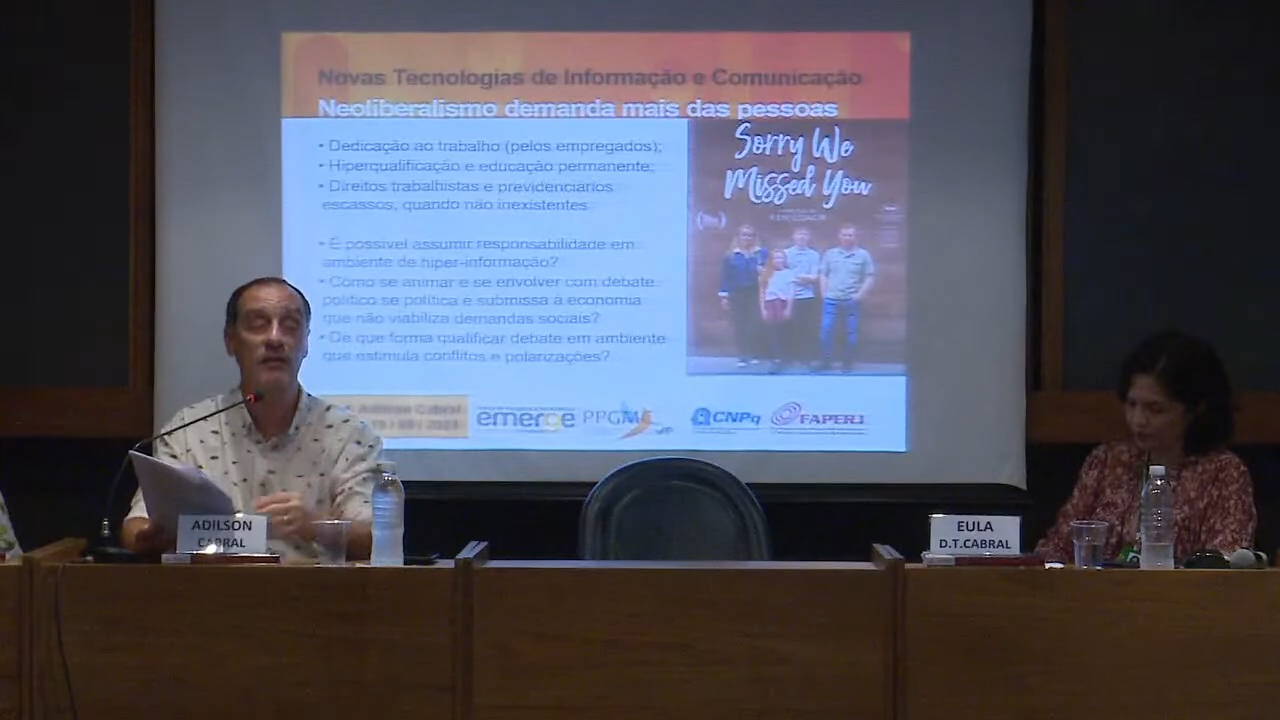 Novas Tecnologias de Informação e Comunicação
Neoliberalismo demanda mais das pessoas
• Dedicação ao trabalho (pelos empregados);
• Hiperqualificação e educação permanente;
• Direitos trabalhistas e previdenciários
escassos, quando não inexistentes
• É possível assumir responsabilidade em
ambiente de hiper-informação?
• Como se animar e se envolver com debate
político se política é submissa à economia
que não viabiliza demandas sociais?
• De que forma qualificar debate em ambiente
que estimula conflitos e polarizações?
Sorry We
Missed You
Adilson Cabral
emerge
PPGM
CNPq
FAPERJ
ADILSON
CABRAL
EULA
D.T.CABRAL